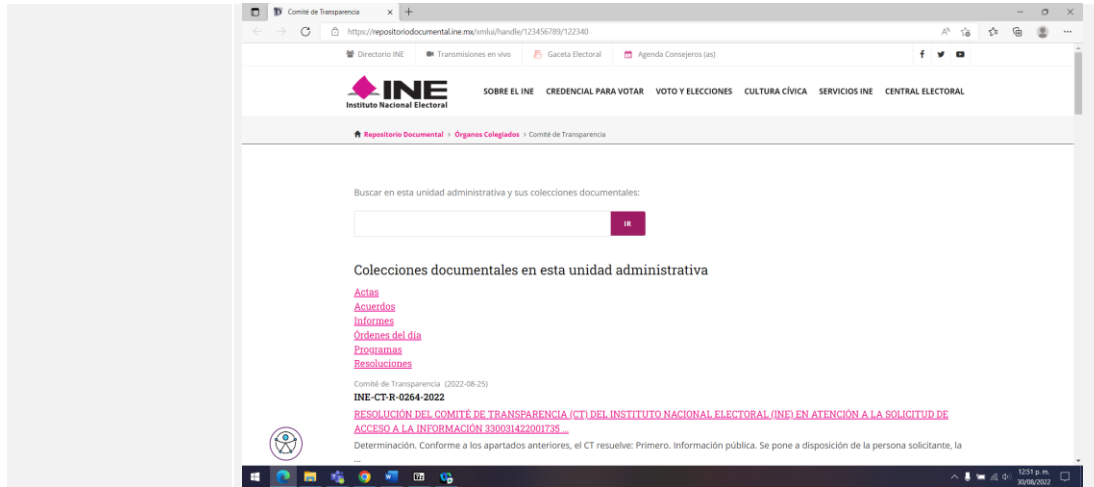 Comité de Transparencia
https://repositoriodocumental.ine.mx/xmlui/handle/123456789/122340
Directorio INE Transmisiones en vivo Gaceta Electoral Agenda Consejeros (as)
INE
Instituto Nacional Electoral
SOBRE EL INE CREDENCIAL PARA VOTAR VOTO Y ELECCIONES CULTURA CÍVICA SERVICIOS INE CENTRAL ELECTORAL
Repositorio Documental > Órganos Colegiados > Comité de Transparencia
Buscar en esta unidad administrativa y sus colecciones documentales:
IR
Colecciones documentales en esta unidad administrativa
Actas
Acuerdos
Informes
Órdenes del día
Programas
Resoluciones
Comité de Transparencia (2022-08-25)
INE-CT-R-0264-2022
RESOLUCIÓN DEL COMITÉ DE TRANSPARENCIA (CT) DEL INSTITUTO NACIONAL ELECTORAL (INE) EN ATENCIÓN A LA SOLICITUD DE
ACCESO A LA INFORMACIÓN 330031422001735 ...
Determinación. Conforme a los apartados anteriores, el CT resuelve: Primero. Información pública. Se pone a disposición de la persona solicitante, la
...
12:51 p. m.
30/08/2022